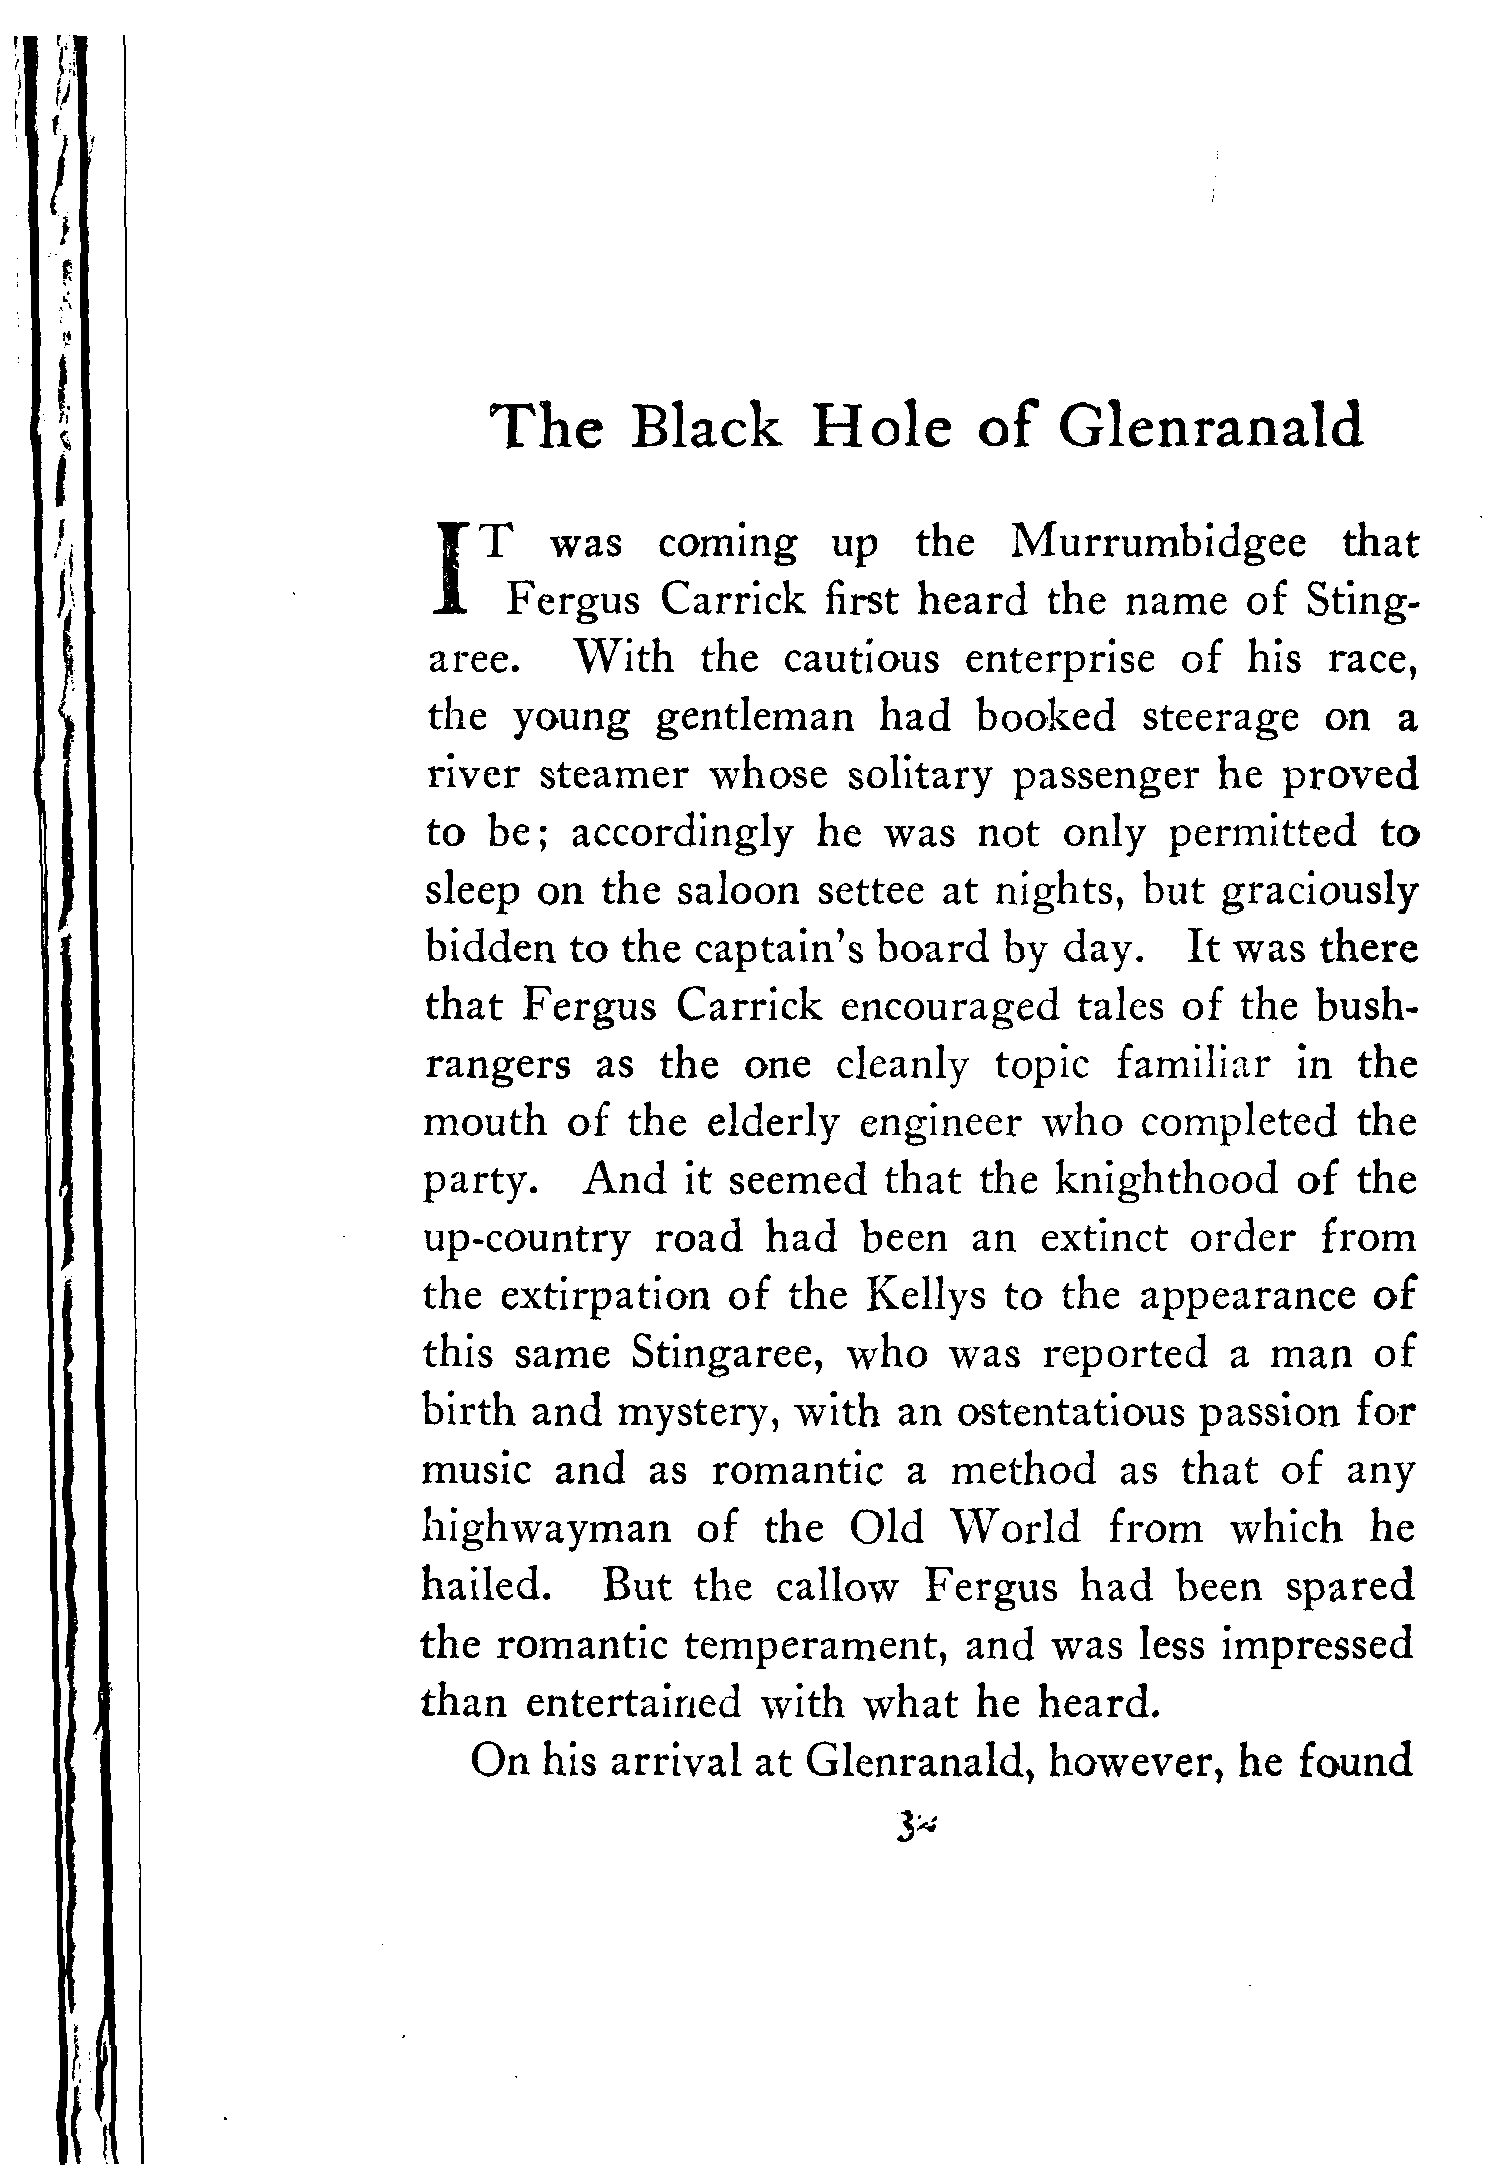 The Black Hole of Glenranald
IT was coming up the Murrumbidgee that
Fergus Carrick first heard the name of Sting-
aree. With the cautious enterprise of his race,
the young gentleman had booked steerage on a
river steamer whose solitary passenger he proved
to be; accordingly he was not only permitted to
sleep on the saloon settee at nights, but graciously
bidden to the captain's board by day. It was there
that Fergus Carrick encouraged tales of the bush-
rangers as the one cleanly topic familiar in the
mouth of the elderly engineer who completed the
party. And it seemed that the knighthood of the
up-country road had been an extinct order from
the extirpation of the Kellys to the appearance of
this same Stingaree, who was reported a man of
birth and mystery, with an ostentatious passion for
music and as romantic a method as that of any
highwayman of the Old World from which he
hailed. But the callow Fergus had been spared
the romantic temperament, and was less impressed
than entertained with what he heard.
On his arrival at Glenranald, however, he found